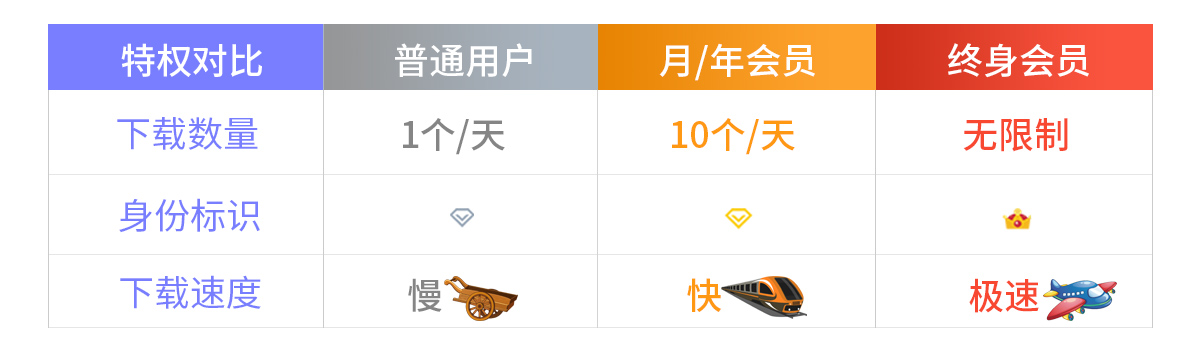 特权对比 普通用户 月/年会员 终身会员
下载数量 1个/天 10个/天 无限制
身份标识
下载速度 慢 快 极速